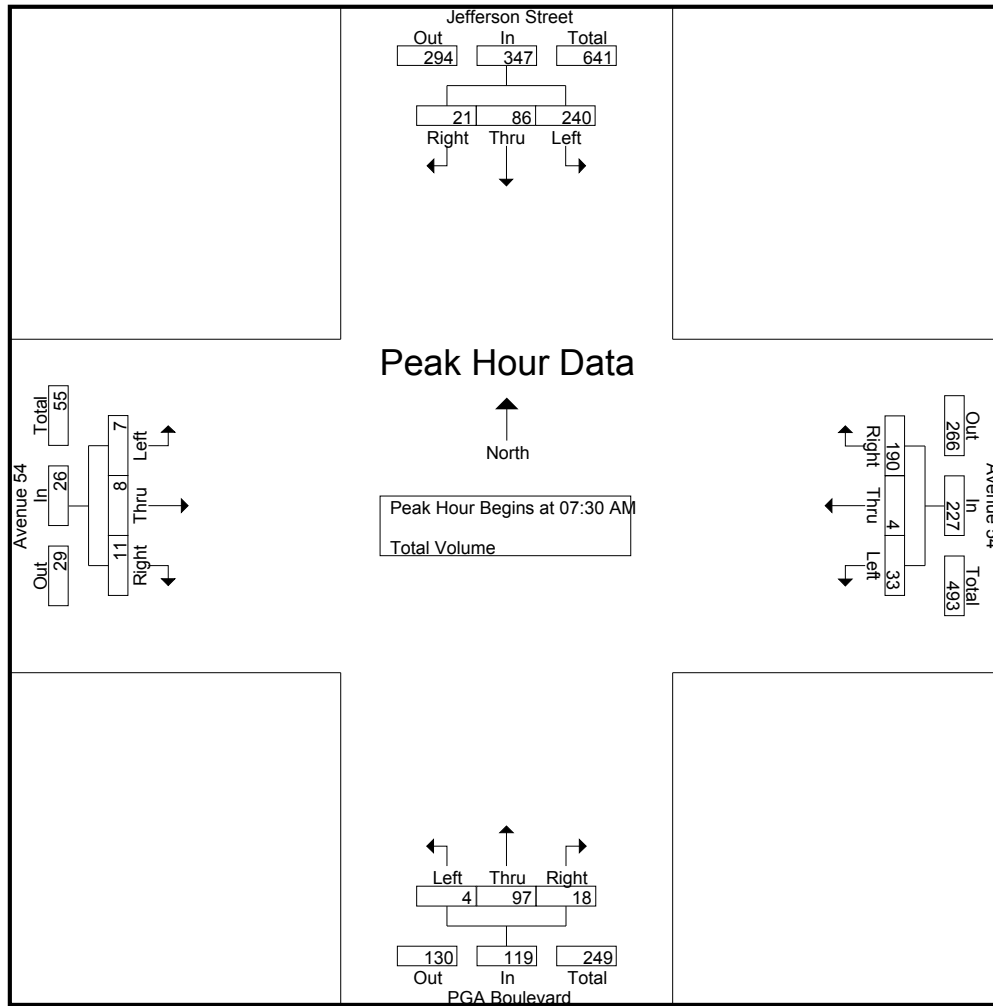 Jefferson Street
Out In Total
294 347 641
21 86 240
Right Thru Left
Peak Hour Data
North
Peak Hour Begins at 07:30 AM
Total Volume
Avenue 54
Total In Out
55 26 29
7 8 11
Left Thru Right
Right Thru Left
190 4 33
Out In Total
266 227 493
Avenue 54
Left Thru Right
4 97 18
130 119 249
Out In Total
PGA Boulevard